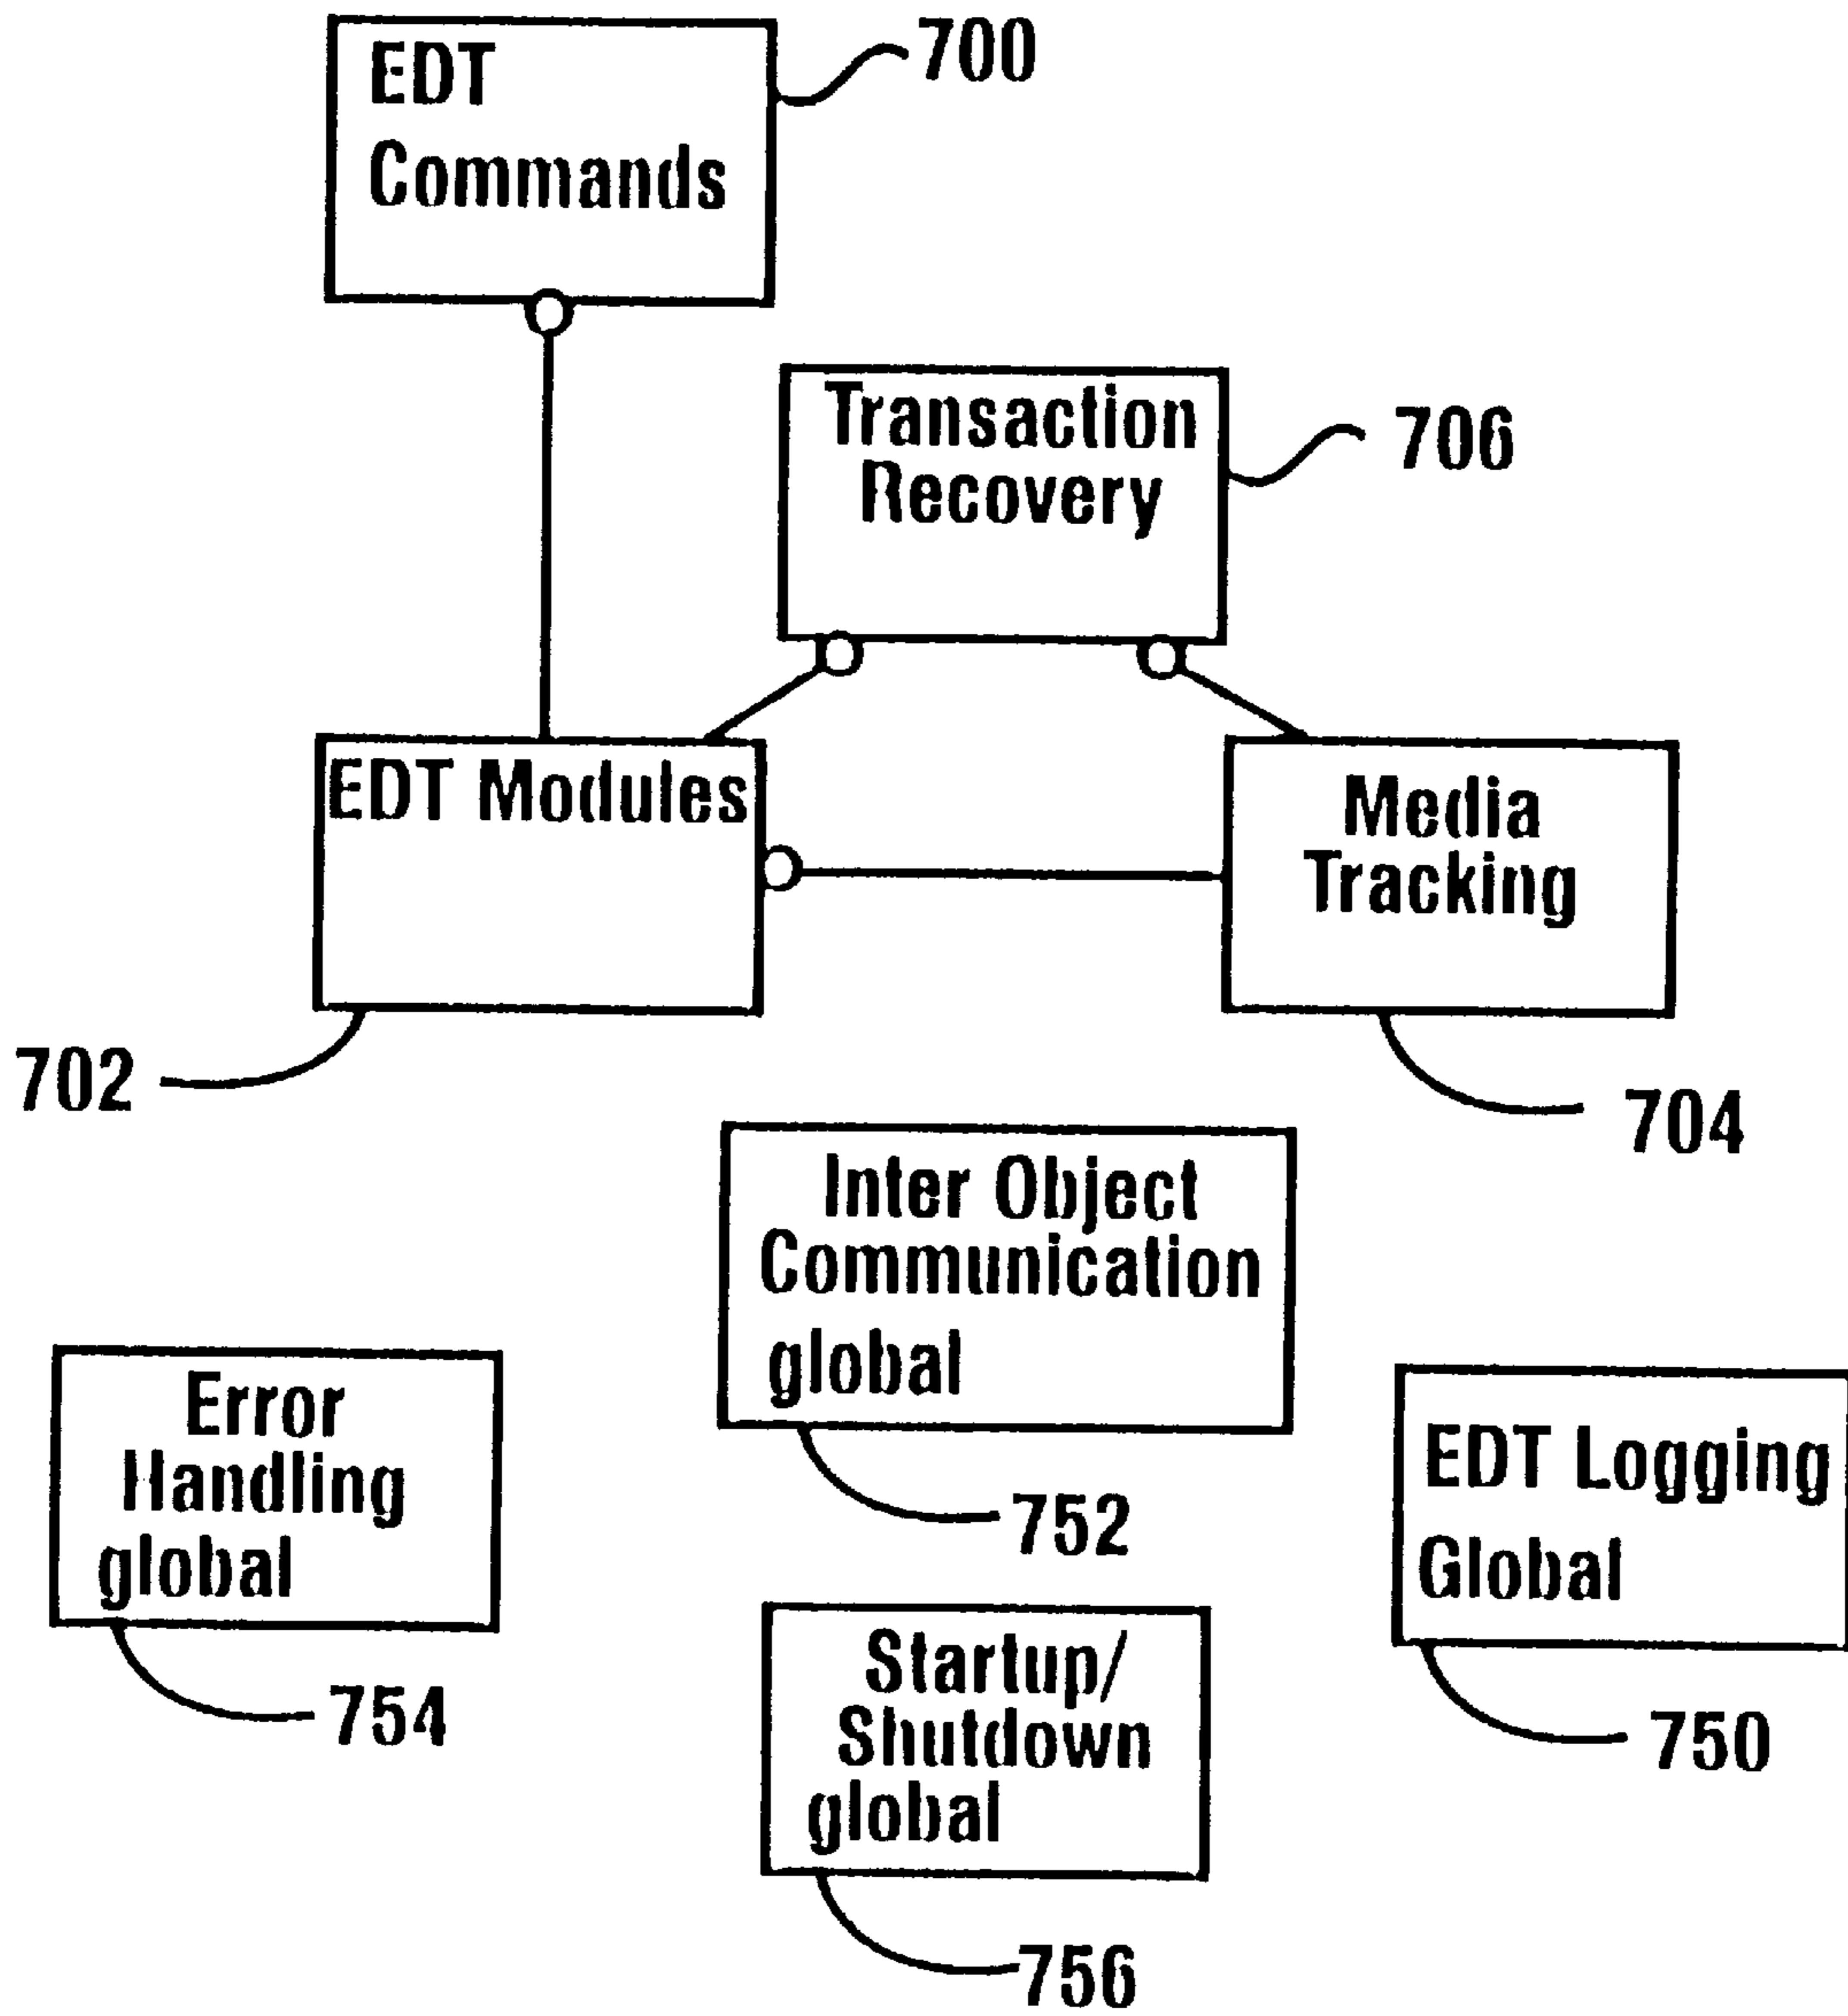 EDT
Commands
700
Transaction
Recovery
706
EDT Modules
Media
Tracking
702
704
Inter Object
Communication
global
752
Error
Handling
global
754
EDT Logging
Global
750
Startup/
Shutdown
global
756